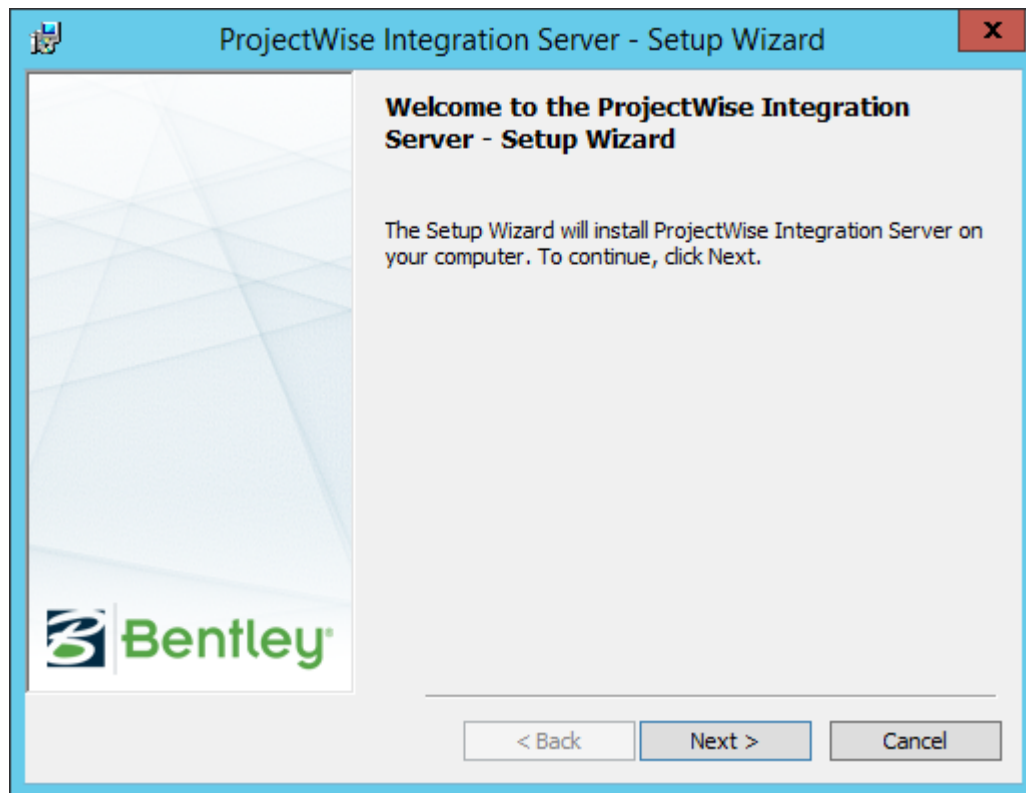 ProjectWise Integration Server - Setup Wizard
x
Welcome to the ProjectWise Integration
Server - Setup Wizard
The Setup Wizard will install ProjectWise Integration Server on
your computer. To continue, click Next.
Bentley®
< Back
Next >
Cancel